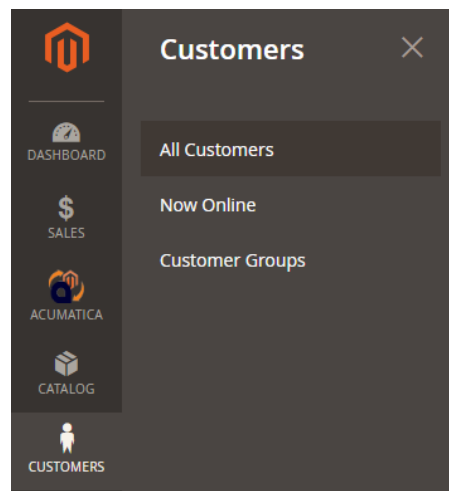 Customers
All Customers
Now Online
Customer Groups
DASHBOARD
$
SALES
a
ACUMATICA
CATALOG
CUSTOMERS